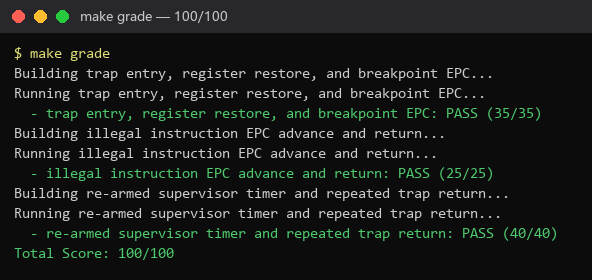 make grade — 100/100
$ make grade
Building trap entry, register restore, and breakpoint EPC...
Running trap entry, register restore, and breakpoint EPC...
  - trap entry, register restore, and breakpoint EPC: PASS (35/35)
Building illegal instruction EPC advance and return...
Running illegal instruction EPC advance and return...
  - illegal instruction EPC advance and return: PASS (25/25)
Building re-armed supervisor timer and repeated trap return...
Running re-armed supervisor timer and repeated trap return...
  - re-armed supervisor timer and repeated trap return: PASS (40/40)
Total Score: 100/100